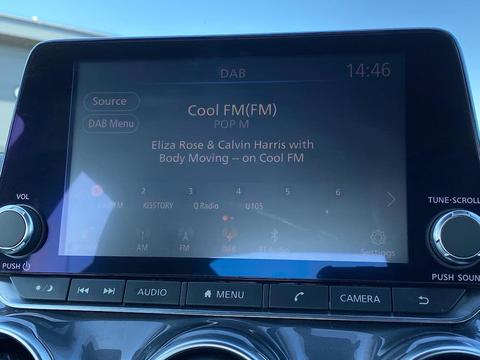 DAB
14:46
Source
Cool FM(FM)
DAB Menu
POP M
Eliza Rose & Calvin Harris with
Body Moving -- on Cool FM
2 3 4 5 6
FM KISSTORY Q Radio U105
VOL
TUNE·SCROLL
AM FM DAB Settings
PUSH
PUSH SOUND
AUDIO MENU CAMERA